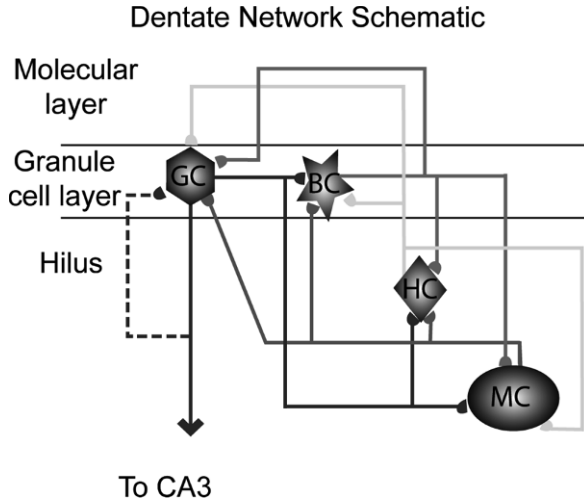 Dentate Network Schematic
Molecular
layer
Granule
cell layer
GC
BC
Hilus
HC
MC
To CA3